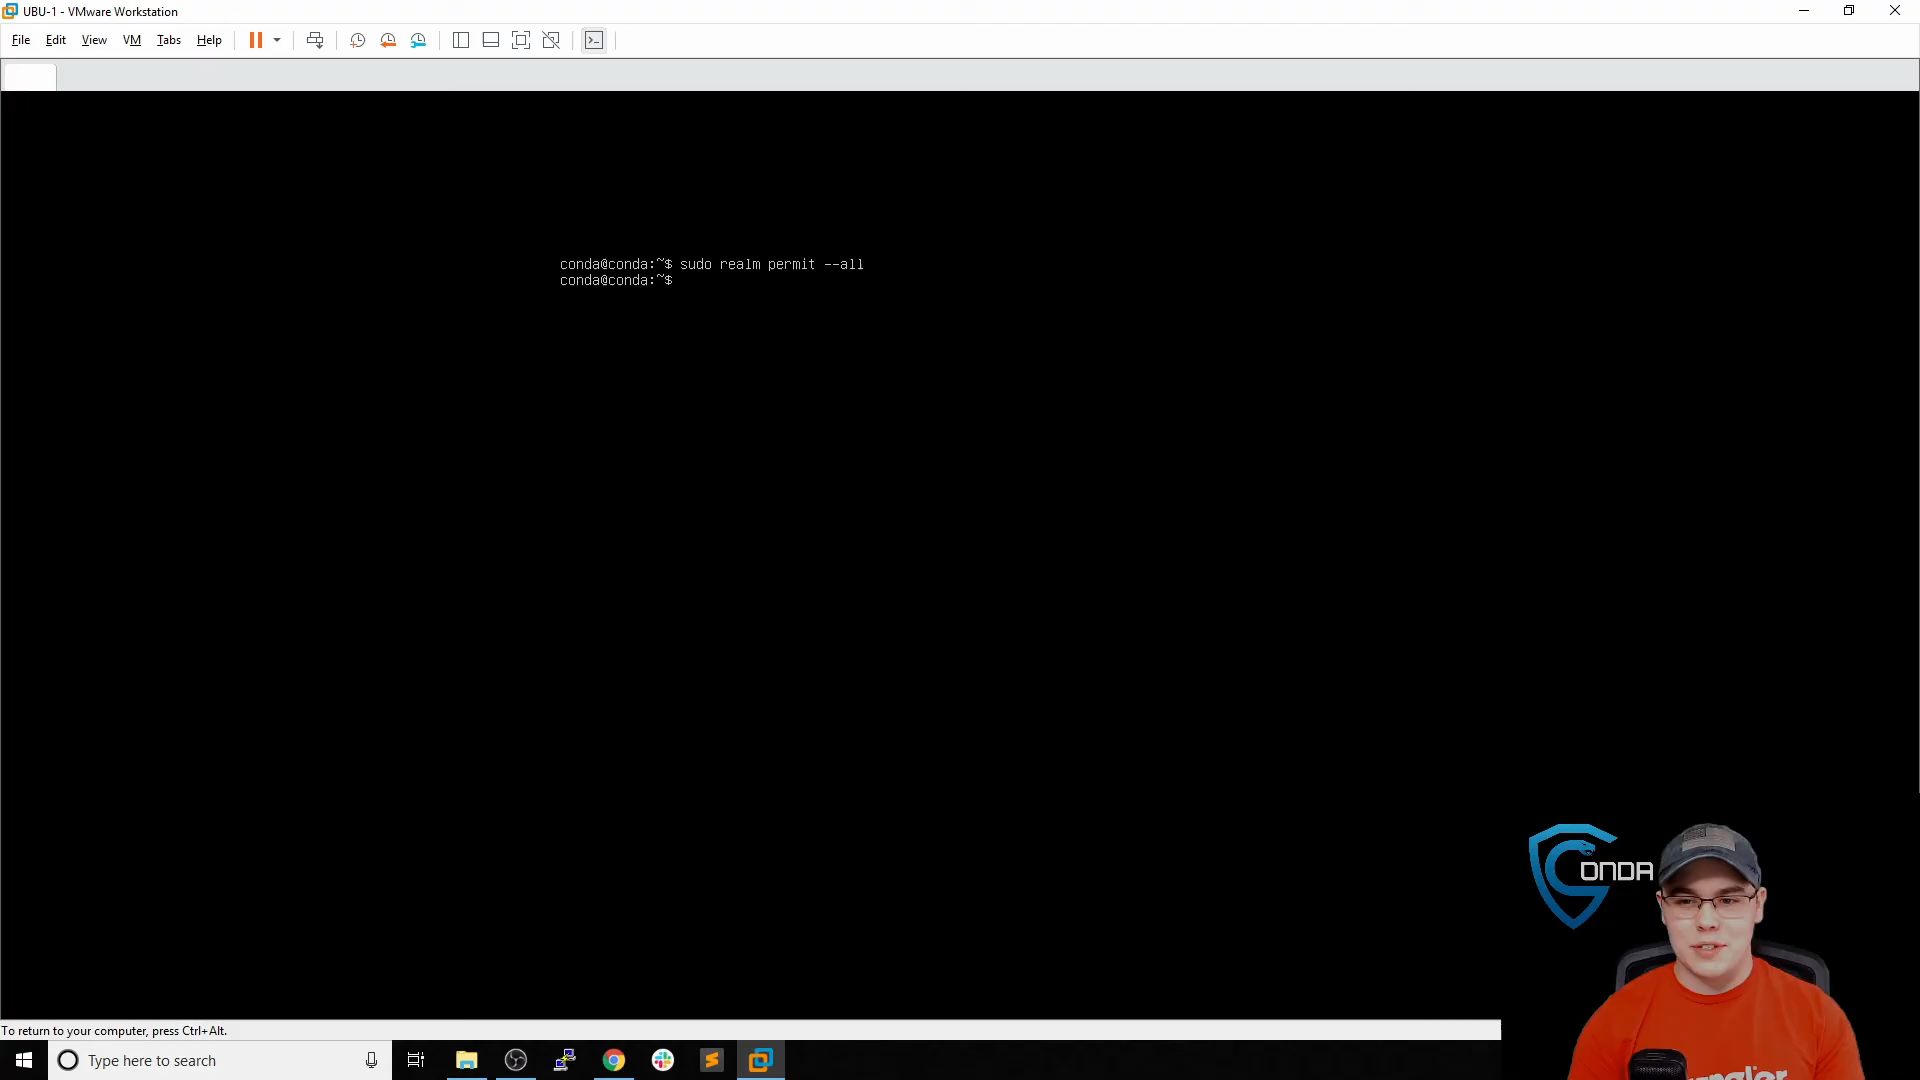 UBU-1 - VMware Workstation
File Edit View VM Tabs Help
conda@conda:~$ sudo realm permit --all
conda@conda:~$
CONDA
To return to your computer, press Ctrl+Alt.
Type here to search